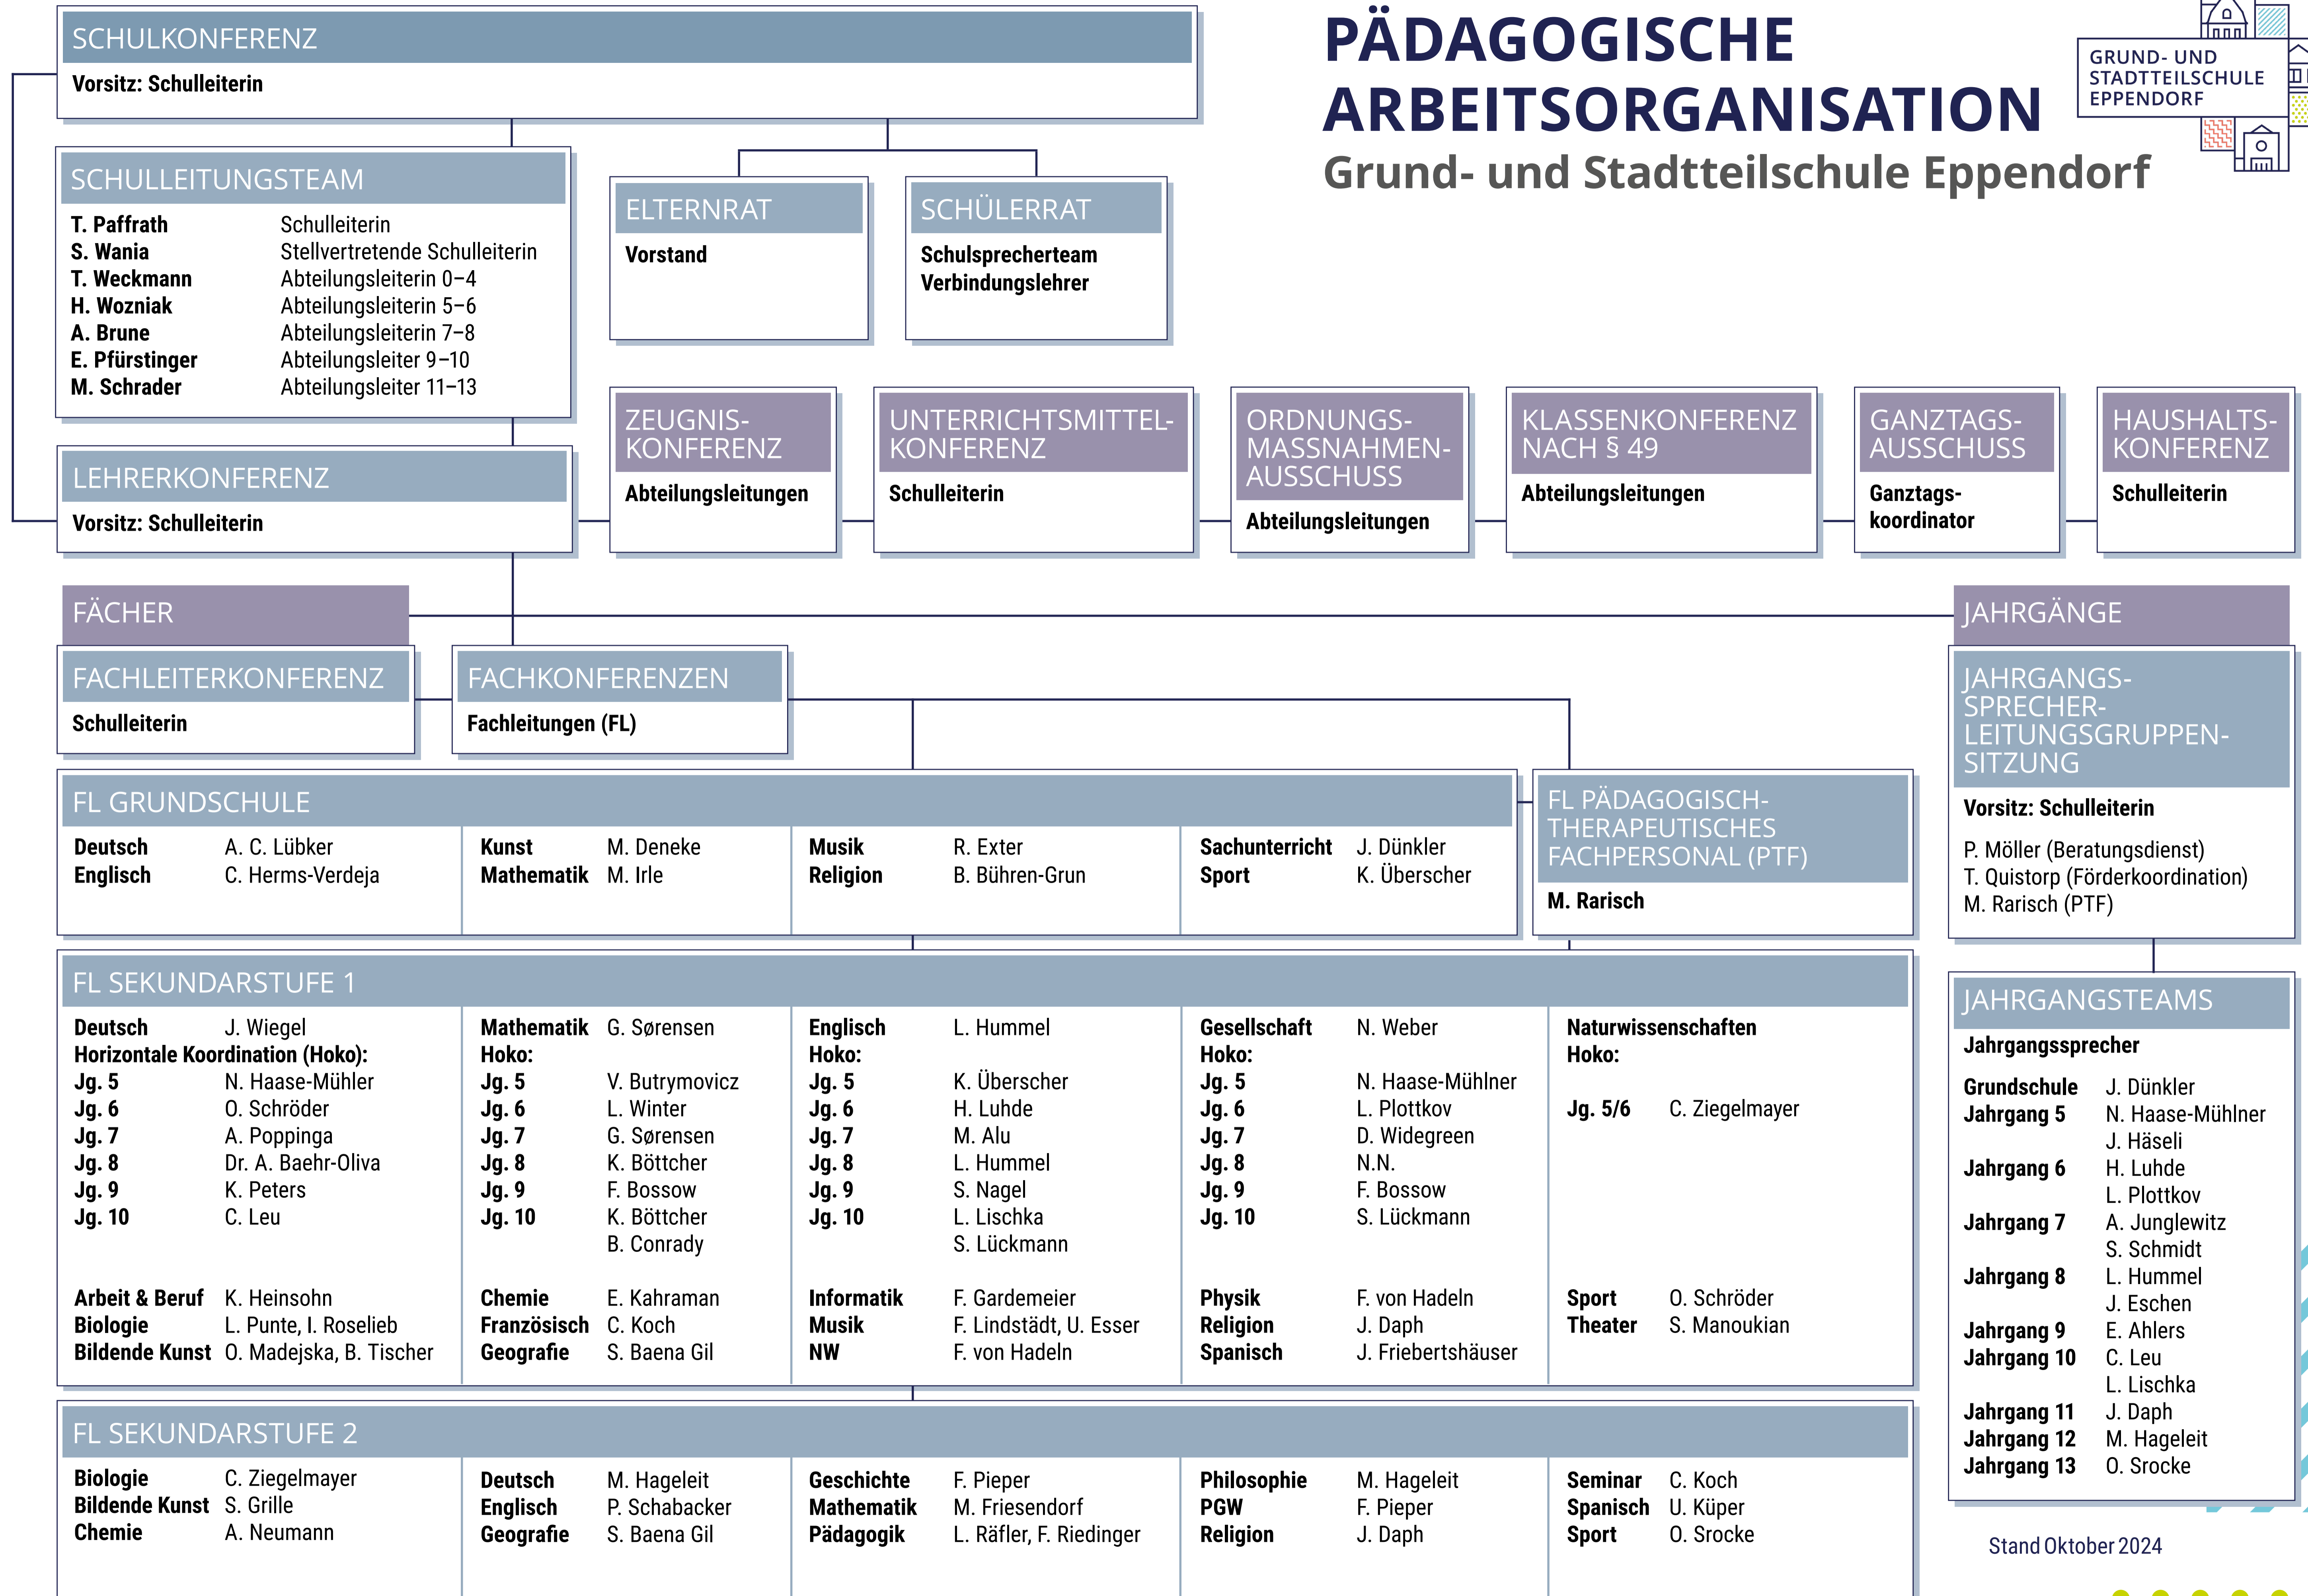 PÄDAGOGISCHE
ARBEITSORGANISATION
Grund- und Stadtteilschule Eppendorf
GRUND- UND
STADTTEILSCHULE
EPPENDORF
SCHULKONFERENZ
Vorsitz: Schulleiterin
SCHULLEITUNGSTEAM
T. Paffrath Schulleiterin
S. Wania Stellvertretende Schulleiterin
T. Weckmann Abteilungsleiterin 0–4
H. Wozniak Abteilungsleiterin 5–6
A. Brune Abteilungsleiterin 7–8
E. Pfürstinger Abteilungsleiter 9–10
M. Schrader Abteilungsleiter 11–13
ELTERNRAT
Vorstand
SCHÜLERRAT
Schulsprecherteam
Verbindungslehrer
LEHRERKONFERENZ
Vorsitz: Schulleiterin
ZEUGNIS-
KONFERENZ
Abteilungsleitungen
UNTERRICHTSMITTEL-
KONFERENZ
Schulleiterin
ORDNUNGS-
MASSNAHMEN-
AUSSCHUSS
Abteilungsleitungen
KLASSENKONFERENZ
NACH § 49
Abteilungsleitungen
GANZTAGS-
AUSSCHUSS
Ganztags-
koordinator
HAUSHALTS-
KONFERENZ
Schulleiterin
FÄCHER
FACHLEITERKONFERENZ
Schulleiterin
FACHKONFERENZEN
Fachleitungen (FL)
FL GRUNDSCHULE
Deutsch A. C. Lübker
Englisch C. Herms-Verdeja
Kunst M. Deneke
Mathematik M. Irle
Musik R. Exter
Religion B. Bühren-Grun
Sachunterricht J. Dünkler
Sport K. Überscher
FL PÄDAGOGISCH-
THERAPEUTISCHES
FACHPERSONAL (PTF)
M. Rarisch
FL SEKUNDARSTUFE 1
Deutsch J. Wiegel
Horizontale Koordination (Hoko):
Jg. 5 N. Haase-Mühler
Jg. 6 O. Schröder
Jg. 7 A. Poppinga
Jg. 8 Dr. A. Baehr-Oliva
Jg. 9 K. Peters
Jg. 10 C. Leu
Arbeit & Beruf K. Heinsohn
Biologie L. Punte, I. Roselieb
Bildende Kunst O. Madejska, B. Tischer
Mathematik G. Sørensen
Hoko:
Jg. 5 V. Butrymovicz
Jg. 6 L. Winter
Jg. 7 G. Sørensen
Jg. 8 K. Böttcher
Jg. 9 F. Bossow
Jg. 10 K. Böttcher
B. Conrady
Chemie E. Kahraman
Französisch C. Koch
Geografie S. Baena Gil
Englisch L. Hummel
Hoko:
Jg. 5 K. Überscher
Jg. 6 H. Luhde
Jg. 7 M. Alu
Jg. 8 L. Hummel
Jg. 9 S. Nagel
Jg. 10 L. Lischka
S. Lückmann
Informatik F. Gardemeier
Musik F. Lindstädt, U. Esser
NW F. von Hadeln
Gesellschaft N. Weber
Hoko:
Jg. 5 N. Haase-Mühlner
Jg. 6 L. Plottkov
Jg. 7 D. Widegreen
Jg. 8 N.N.
Jg. 9 F. Bossow
Jg. 10 S. Lückmann
Physik F. von Hadeln
Religion J. Daph
Spanisch J. Friebertshäuser
Naturwissenschaften
Hoko:
Jg. 5/6 C. Ziegelmayer
Sport O. Schröder
Theater S. Manoukian
FL SEKUNDARSTUFE 2
Biologie C. Ziegelmayer
Bildende Kunst S. Grille
Chemie A. Neumann
Deutsch M. Hageleit
Englisch P. Schabacker
Geografie S. Baena Gil
Geschichte F. Pieper
Mathematik M. Friesendorf
Pädagogik L. Räfler, F. Riedinger
Philosophie M. Hageleit
PGW F. Pieper
Religion J. Daph
Seminar C. Koch
Spanisch U. Küper
Sport O. Srocke
JAHRGÄNGE
JAHRGANGS-
SPRECHER-
LEITUNGSGRUPPEN-
SITZUNG
Vorsitz: Schulleiterin
P. Möller (Beratungsdienst)
T. Quistorp (Förderkoordination)
M. Rarisch (PTF)
JAHRGANGSTEAMS
Jahrgangssprecher
Grundschule J. Dünkler
Jahrgang 5 N. Haase-Mühlner
J. Häseli
Jahrgang 6 H. Luhde
L. Plottkov
Jahrgang 7 A. Junglewitz
S. Schmidt
Jahrgang 8 L. Hummel
J. Eschen
Jahrgang 9 E. Ahlers
Jahrgang 10 C. Leu
L. Lischka
Jahrgang 11 J. Daph
Jahrgang 12 M. Hageleit
Jahrgang 13 O. Srocke
Stand Oktober 2024